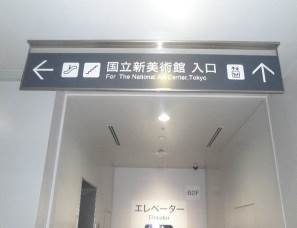 国立新美術館 入口
For The National Art Center,Tokyo
B0F
エレベーター
Elevator